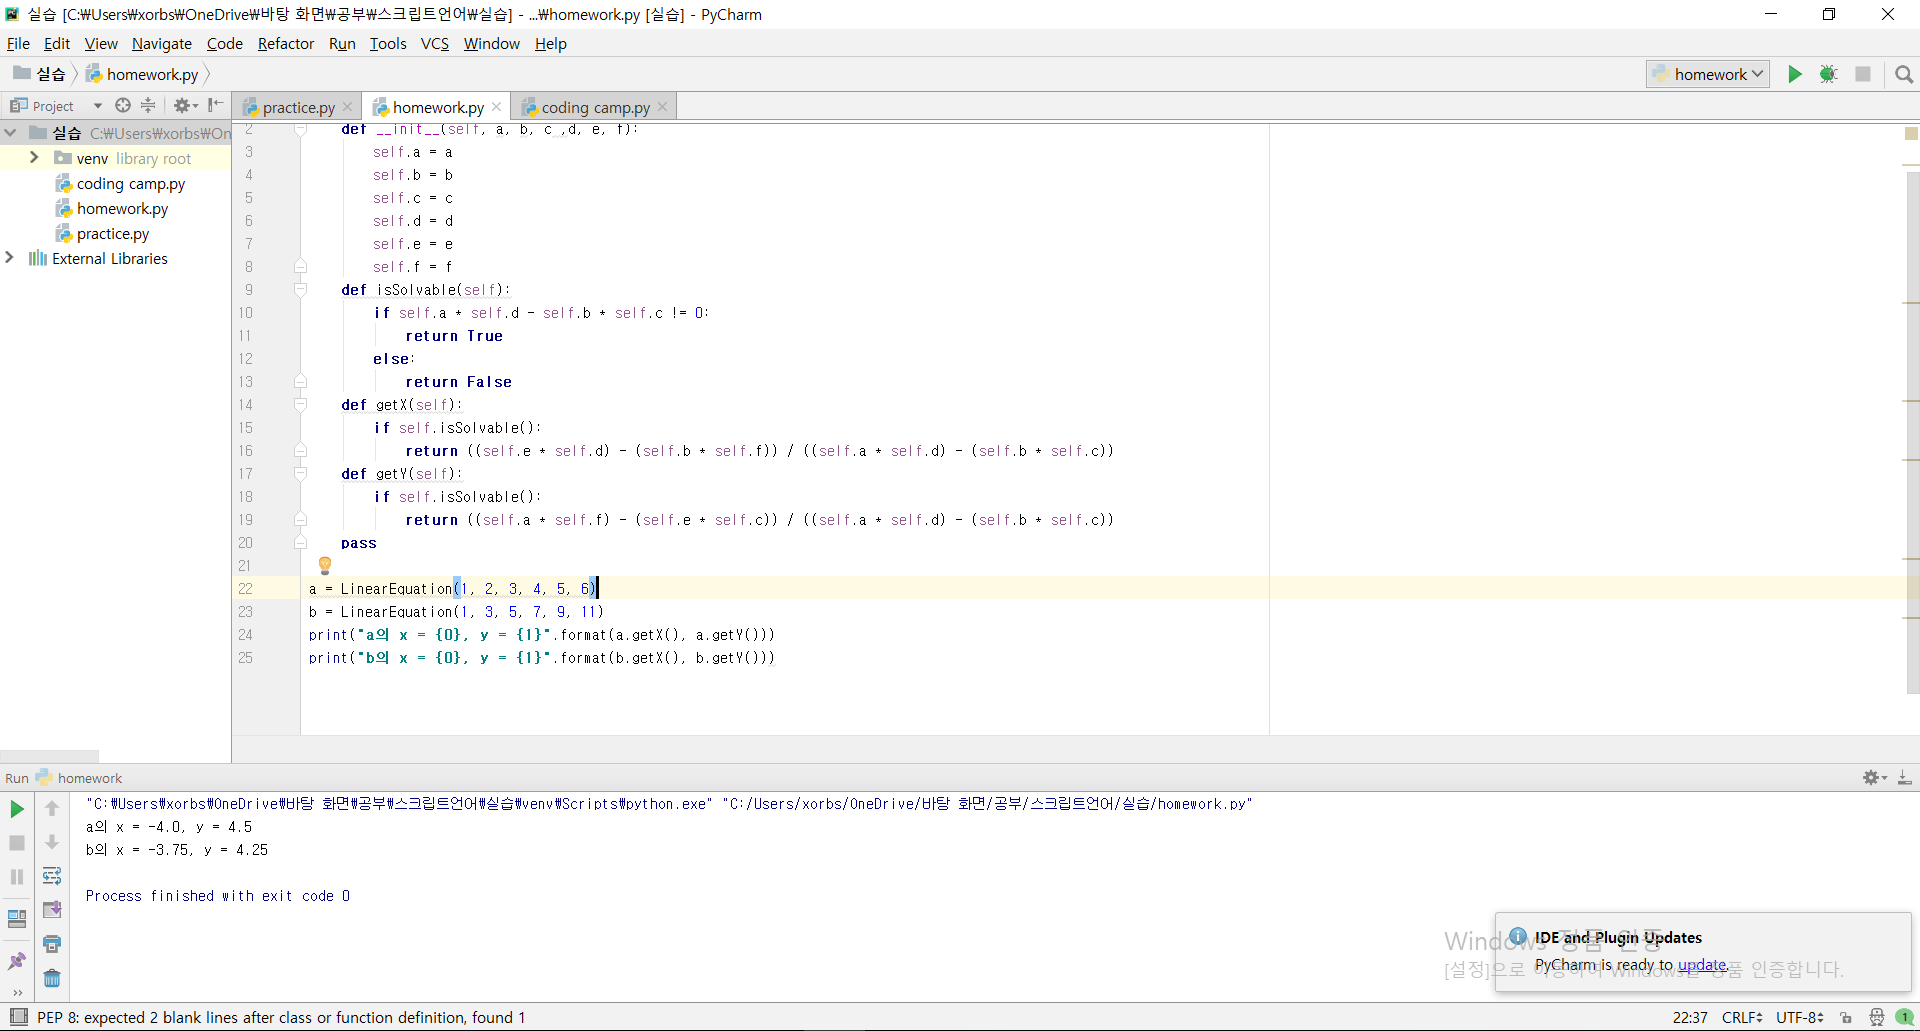 실습 [C:₩Users₩xorbs₩OneDrive₩바탕 화면₩공부₩스크립트언어₩실습] - ...₩homework.py [실습] - PyCharm
File Edit View Navigate Code Refactor Run Tools VCS Window Help
실습 homework.py homework
Project practice.py homework.py coding camp.py
실습 C:₩Users₩xorbs₩On
venv library root
coding camp.py
homework.py
practice.py
External Libraries
2 def __init__(self, a, b, c ,d, e, f):
3 self.a = a
4 self.b = b
5 self.c = c
6 self.d = d
7 self.e = e
8 self.f = f
9 def isSolvable(self):
10 if self.a * self.d - self.b * self.c != 0:
11 return True
12 else:
13 return False
14 def getX(self):
15 if self.isSolvable():
16 return ((self.e * self.d) - (self.b * self.f)) / ((self.a * self.d) - (self.b * self.c))
17 def getY(self):
18 if self.isSolvable():
19 return ((self.a * self.f) - (self.e * self.c)) / ((self.a * self.d) - (self.b * self.c))
20 pass
21
22 a = LinearEquation(1, 2, 3, 4, 5, 6)
23 b = LinearEquation(1, 3, 5, 7, 9, 11)
24 print("a의 x = {0}, y = {1}".format(a.getX(), a.getY()))
25 print("b의 x = {0}, y = {1}".format(b.getX(), b.getY()))
Run homework
"C:₩Users₩xorbs₩OneDrive₩바탕 화면₩공부₩스크립트언어₩실습₩venv₩Scripts₩python.exe" "C:/Users/xorbs/OneDrive/바탕 화면/공부/스크립트언어/실습/homework.py"
a의 x = -4.0, y = 4.5
b의 x = -3.75, y = 4.25
Process finished with exit code 0
Windows 정품 인증
[설정]으로 이동하여 Windows를 정품 인증합니다.
IDE and Plugin Updates
PyCharm is ready to update.
PEP 8: expected 2 blank lines after class or function definition, found 1
22:37 CRLF UTF-8 1